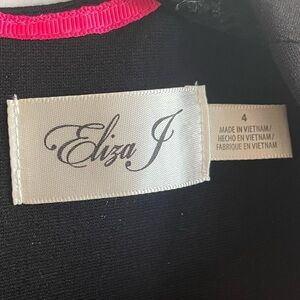 Eliza J
4
MADE IN VIETNAM/
HECHO EN VIETNAM/
FABRIQUE EN VIETNAM